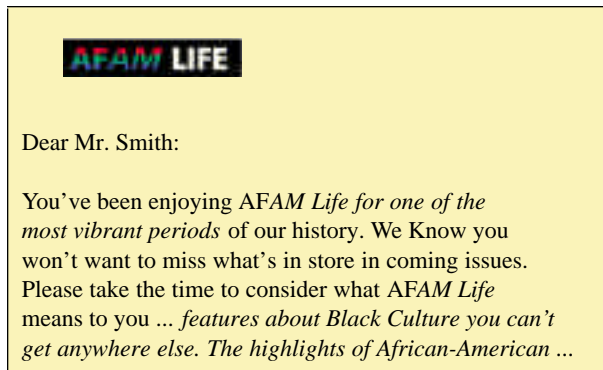 AFAM LIFE
Dear Mr. Smith:
You've been enjoying AFAM Life for one of the
most vibrant periods of our history. We Know you
won't want to miss what's in store in coming issues.
Please take the time to consider what AFAM Life
means to you ... features about Black Culture you can't
get anywhere else. The highlights of African-American ...